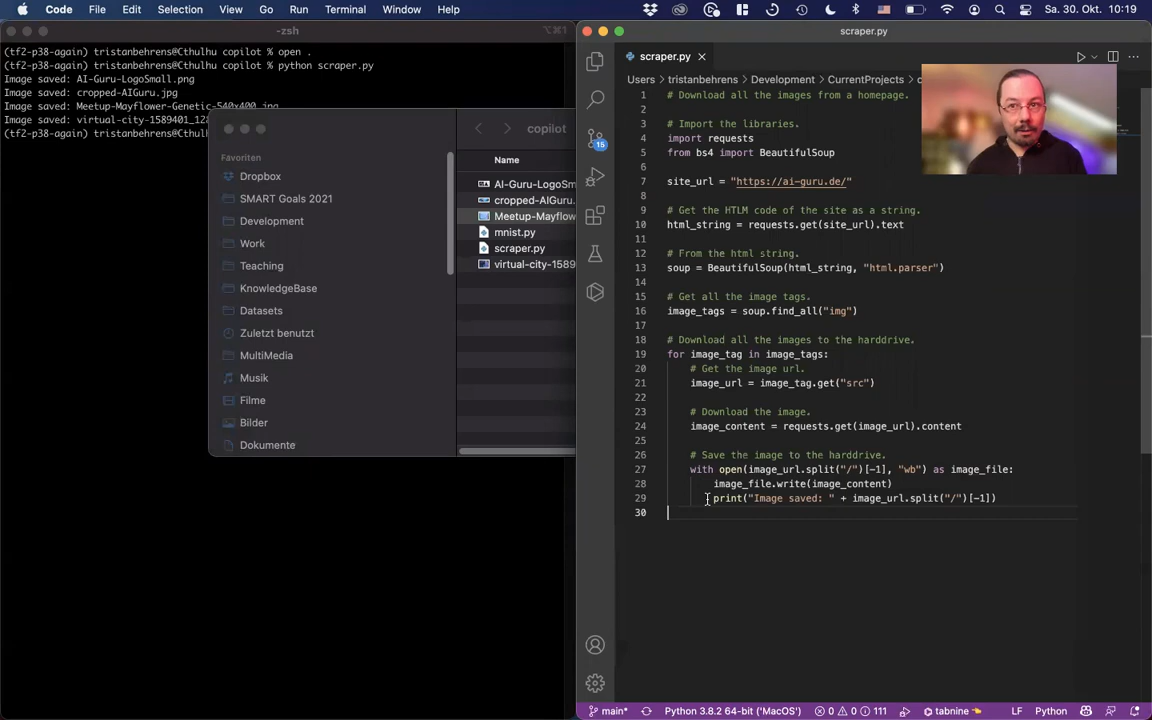 Code File Edit Selection View Go Run Terminal Window Help Sa. 30. Okt. 10:19
-zsh
⌥⌘1
(tf2-p38-again) tristanbehrens@Cthulhu copilot % open .
(tf2-p38-again) tristanbehrens@Cthulhu copilot % python scraper.py
Image saved: AI-Guru-LogoSmall.png
Image saved: cropped-AIGuru.jpg
Image saved: Meetup-Mayflower-Genetic-540x400.jpg
Image saved: virtual-city-1589401_12
(tf2-p38-again) tristanbehrens@Cthul
copilot
Favoriten
Dropbox
SMART Goals 2021
Development
Work
Teaching
KnowledgeBase
Datasets
Zuletzt benutzt
MultiMedia
Musik
Filme
Bilder
Dokumente
Name
AI-Guru-LogoSm
cropped-AIGuru.
Meetup-Mayflow
mnist.py
scraper.py
virtual-city-1589
scraper.py
scraper.py
Users > tristanbehrens > Development > CurrentProjects > c
1 # Download all the images from a homepage.
2
3 # Import the libraries.
4 import requests
5 from bs4 import BeautifulSoup
6
7 site_url = "https://ai-guru.de/"
8
9 # Get the HTLM code of the site as a string.
10 html_string = requests.get(site_url).text
11
12 # From the html string.
13 soup = BeautifulSoup(html_string, "html.parser")
14
15 # Get all the image tags.
16 image_tags = soup.find_all("img")
17
18 # Download all the images to the harddrive.
19 for image_tag in image_tags:
20 # Get the image url.
21 image_url = image_tag.get("src")
22
23 # Download the image.
24 image_content = requests.get(image_url).content
25
26 # Save the image to the harddrive.
27 with open(image_url.split("/")[-1], "wb") as image_file:
28 image_file.write(image_content)
29 print("Image saved: " + image_url.split("/")[-1])
30
15
main* Python 3.8.2 64-bit ('MacOS') 0 0 111 tabnine LF Python